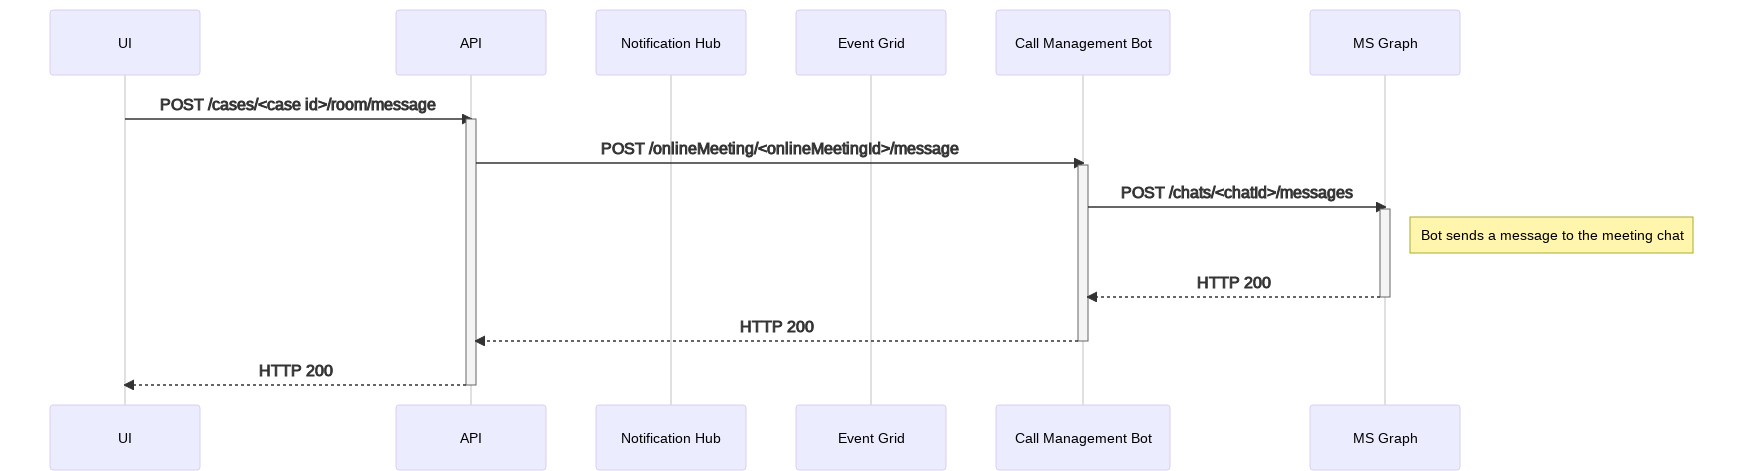 UI
API
Notification Hub
Event Grid
Call Management Bot
MS Graph
POST /cases/<case id>/room/message
POST /onlineMeeting/<onlineMeetingId>/message
POST /chats/<chatId>/messages
Bot sends a message to the meeting chat
HTTP 200
HTTP 200
HTTP 200
UI
API
Notification Hub
Event Grid
Call Management Bot
MS Graph